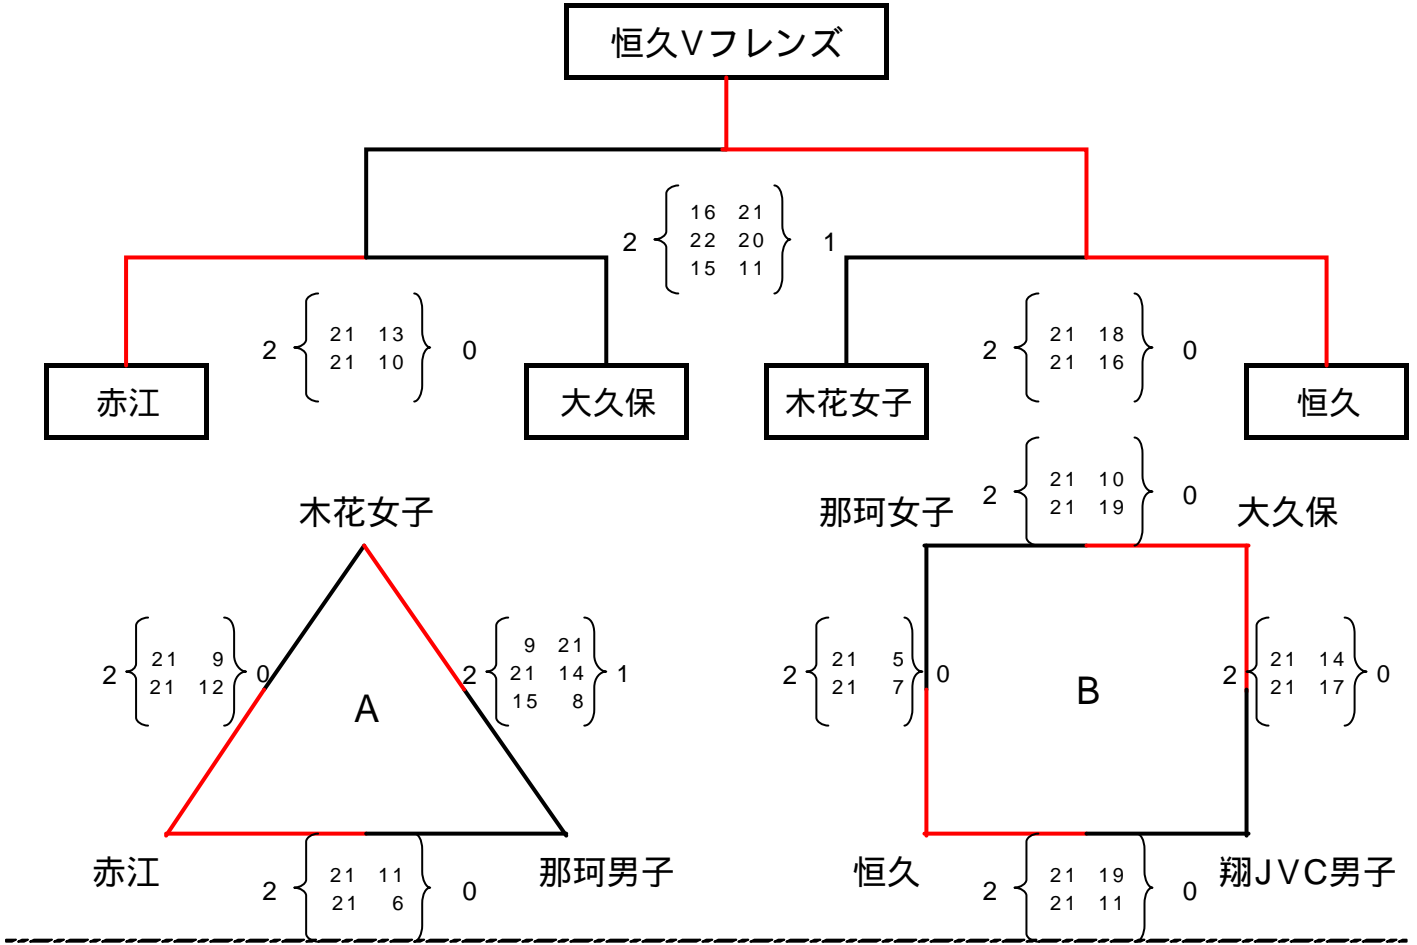 恒久Vフレンズ
16 21
2 22 20 1
15 11
21 13
2 21 10 0
21 18
2 21 16 0
赤江
大久保
木花女子
恒久
21 10
2 21 19 0
木花女子
那珂女子
大久保
21 9
2 21 12 0
9 21
2 21 14 1
15 8
21 5
2 21 7 0
21 14
2 21 17 0
A
B
赤江
那珂男子
恒久
翔JVC男子
21 11
2 21 6 0
21 19
2 21 11 0